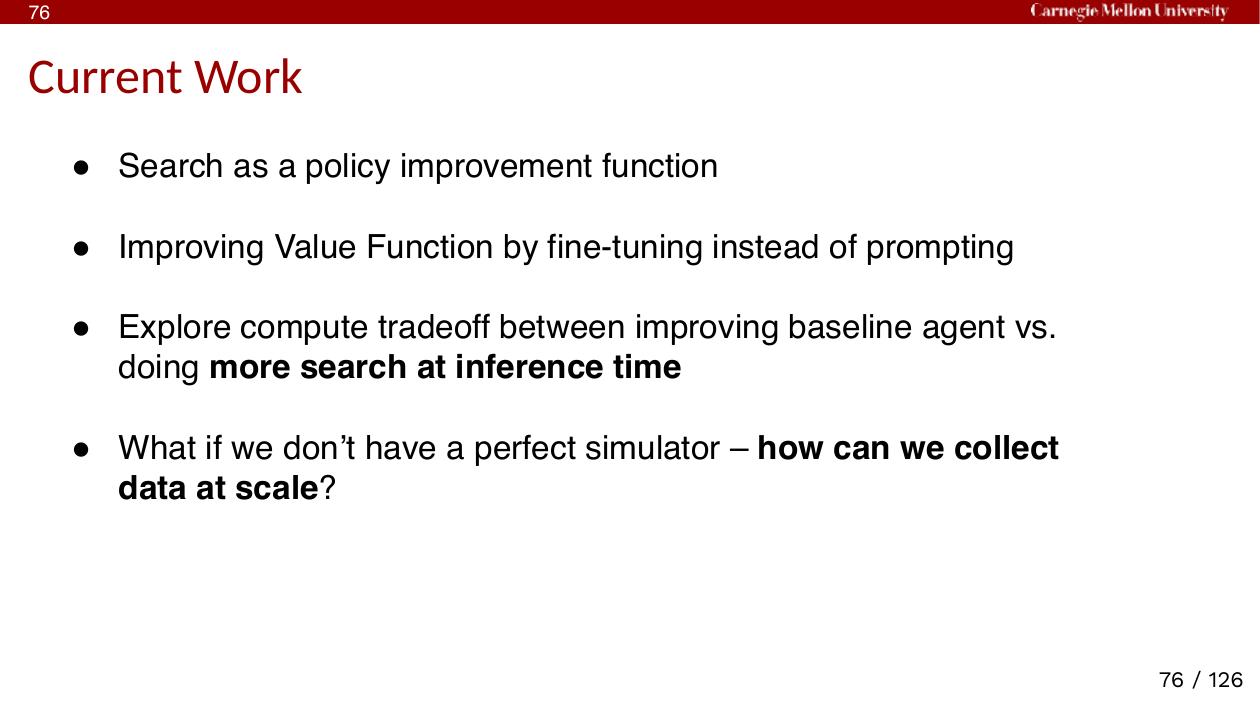 76
Carnegie Mellon University
Current Work
● Search as a policy improvement function
● Improving Value Function by fine-tuning instead of prompting
● Explore compute tradeoff between improving baseline agent vs.
doing more search at inference time
● What if we don’t have a perfect simulator – how can we collect
data at scale?
76 / 126